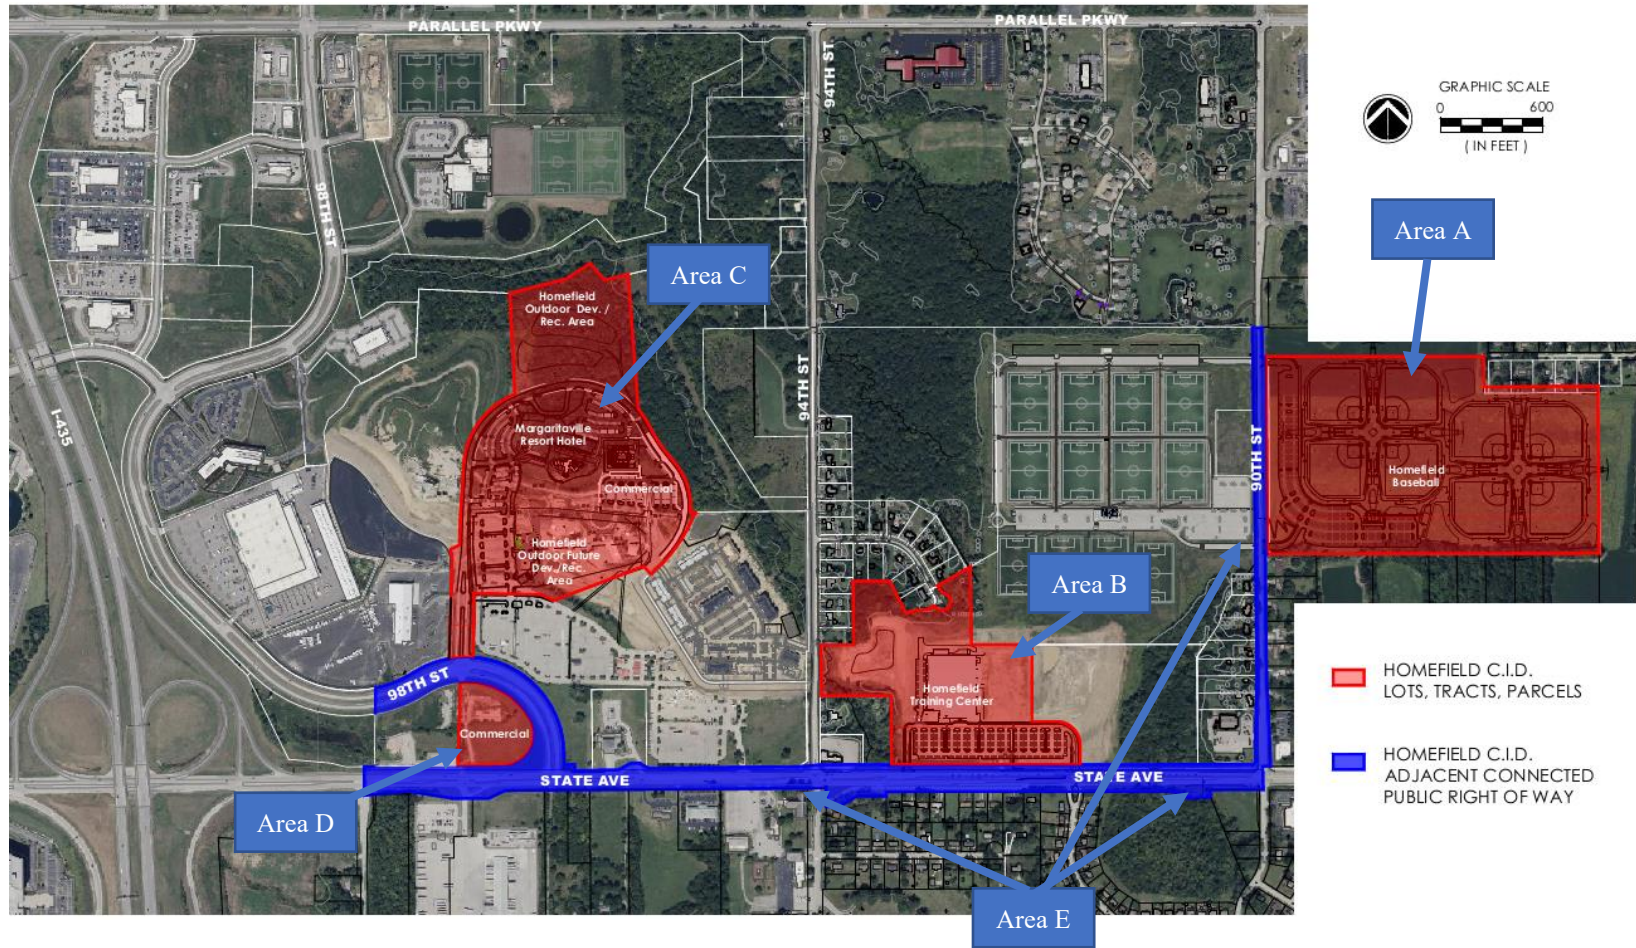 PARALLEL PKWY
PARALLEL PKWY
94TH ST
98TH ST
GRAPHIC SCALE
0 600
( IN FEET )
Area A
Area C
Homefield
Outdoor Dev. /
Rec. Area
94TH ST
I-435
Margaritaville
Resort Hotel
Commercial
90TH ST
Homefield
Baseball
Homefield
Outdoor Future
Dev./Rec.
Area
Area B
98TH ST
Homefield
Training Center
HOMEFIELD C.I.D.
LOTS, TRACTS, PARCELS
Commercial
STATE AVE
STATE AVE
HOMEFIELD C.I.D.
ADJACENT CONNECTED
PUBLIC RIGHT OF WAY
Area D
Area E